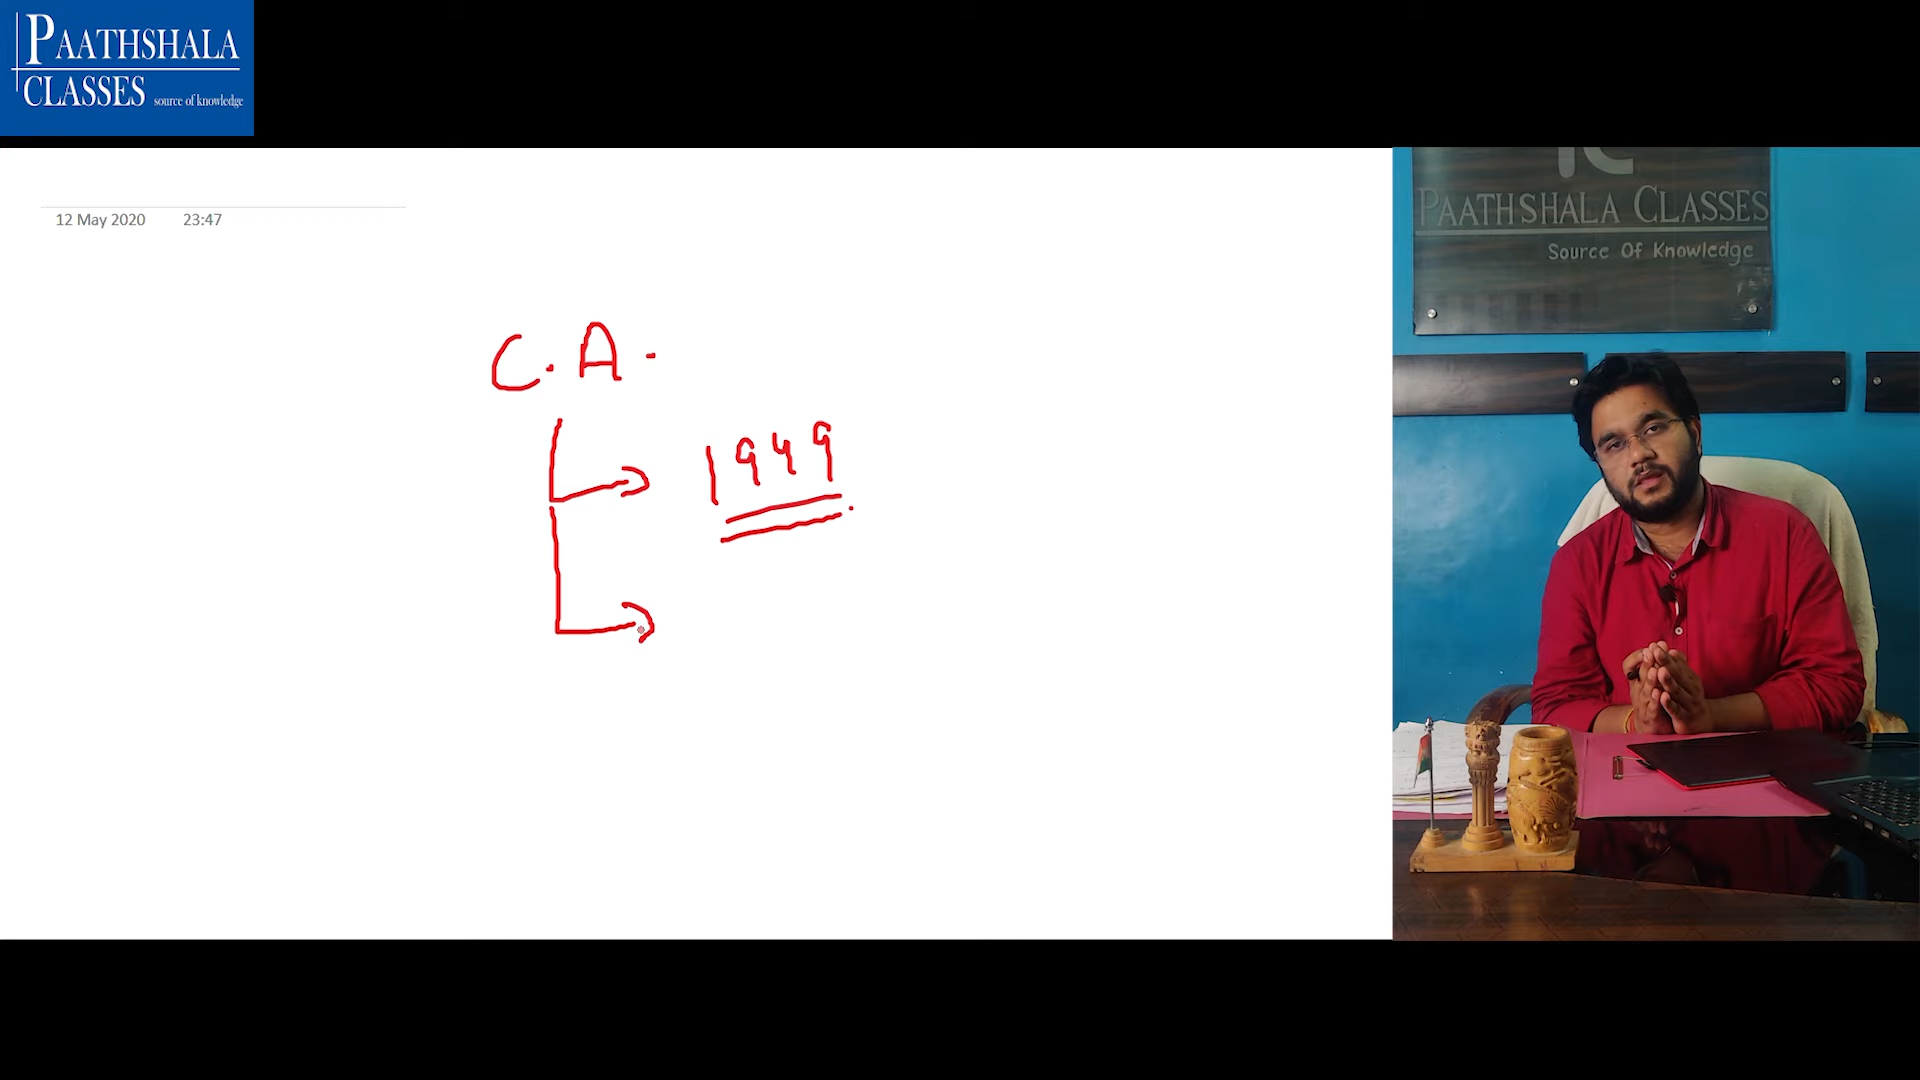 PAATHSHALA
CLASSES source of knowledge
12 May 2020 23:47
C.A.
1949
PAATHSHALA CLASSES
Source Of Knowledge